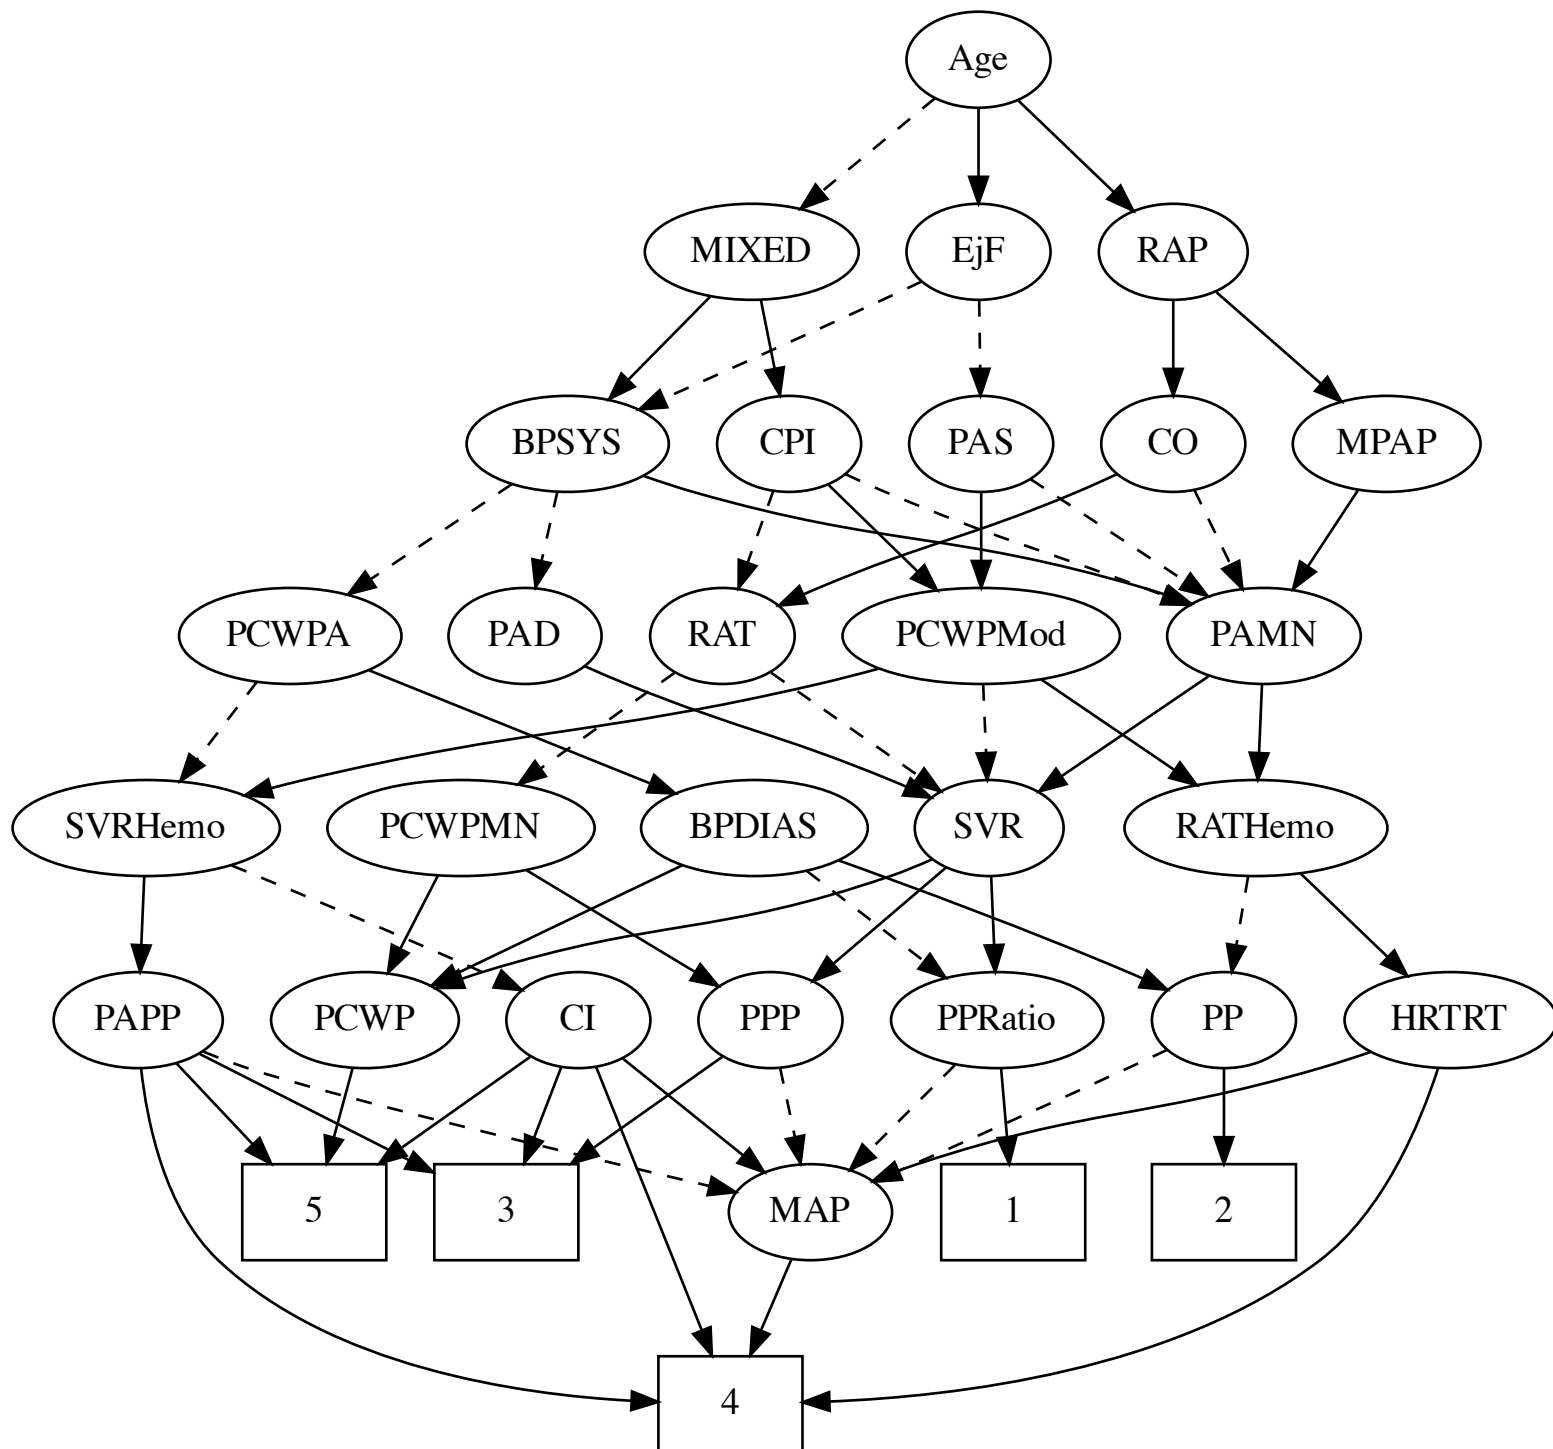 Age
MIXED
EjF
RAP
BPSYS
CPI
PAS
CO
MPAP
PCWPA
PAD
RAT
PCWPMod
PAMN
SVRHemo
PCWPMN
BPDIAS
SVR
RATHemo
PAPP
PCWP
CI
PPP
PPRatio
PP
HRTRT
5
3
MAP
1
2
4